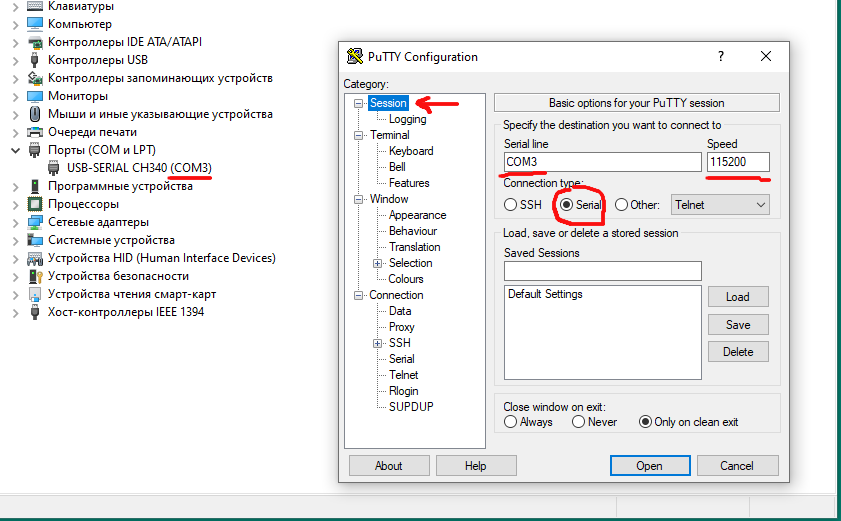 Клавиатуры
Компьютер
Контроллеры IDE ATA/ATAPI
Контроллеры USB
Контроллеры запоминающих устройств
Мониторы
Мыши и иные указывающие устройства
Очереди печати
Порты (COM и LPT)
USB-SERIAL CH340 (COM3)
Программные устройства
Процессоры
Сетевые адаптеры
Системные устройства
Устройства HID (Human Interface Devices)
Устройства безопасности
Устройства чтения смарт-карт
Хост-контроллеры IEEE 1394
PuTTY Configuration
?
Category:
Session
Logging
Terminal
Keyboard
Bell
Features
Window
Appearance
Behaviour
Translation
Selection
Colours
Connection
Data
Proxy
SSH
Serial
Telnet
Rlogin
SUPDUP
Basic options for your PuTTY session
Specify the destination you want to connect to
Serial line Speed
COM3 115200
Connection type:
SSH Serial Other: Telnet
Load, save or delete a stored session
Saved Sessions
Default Settings
Load
Save
Delete
Close window on exit:
Always Never Only on clean exit
About Help Open Cancel